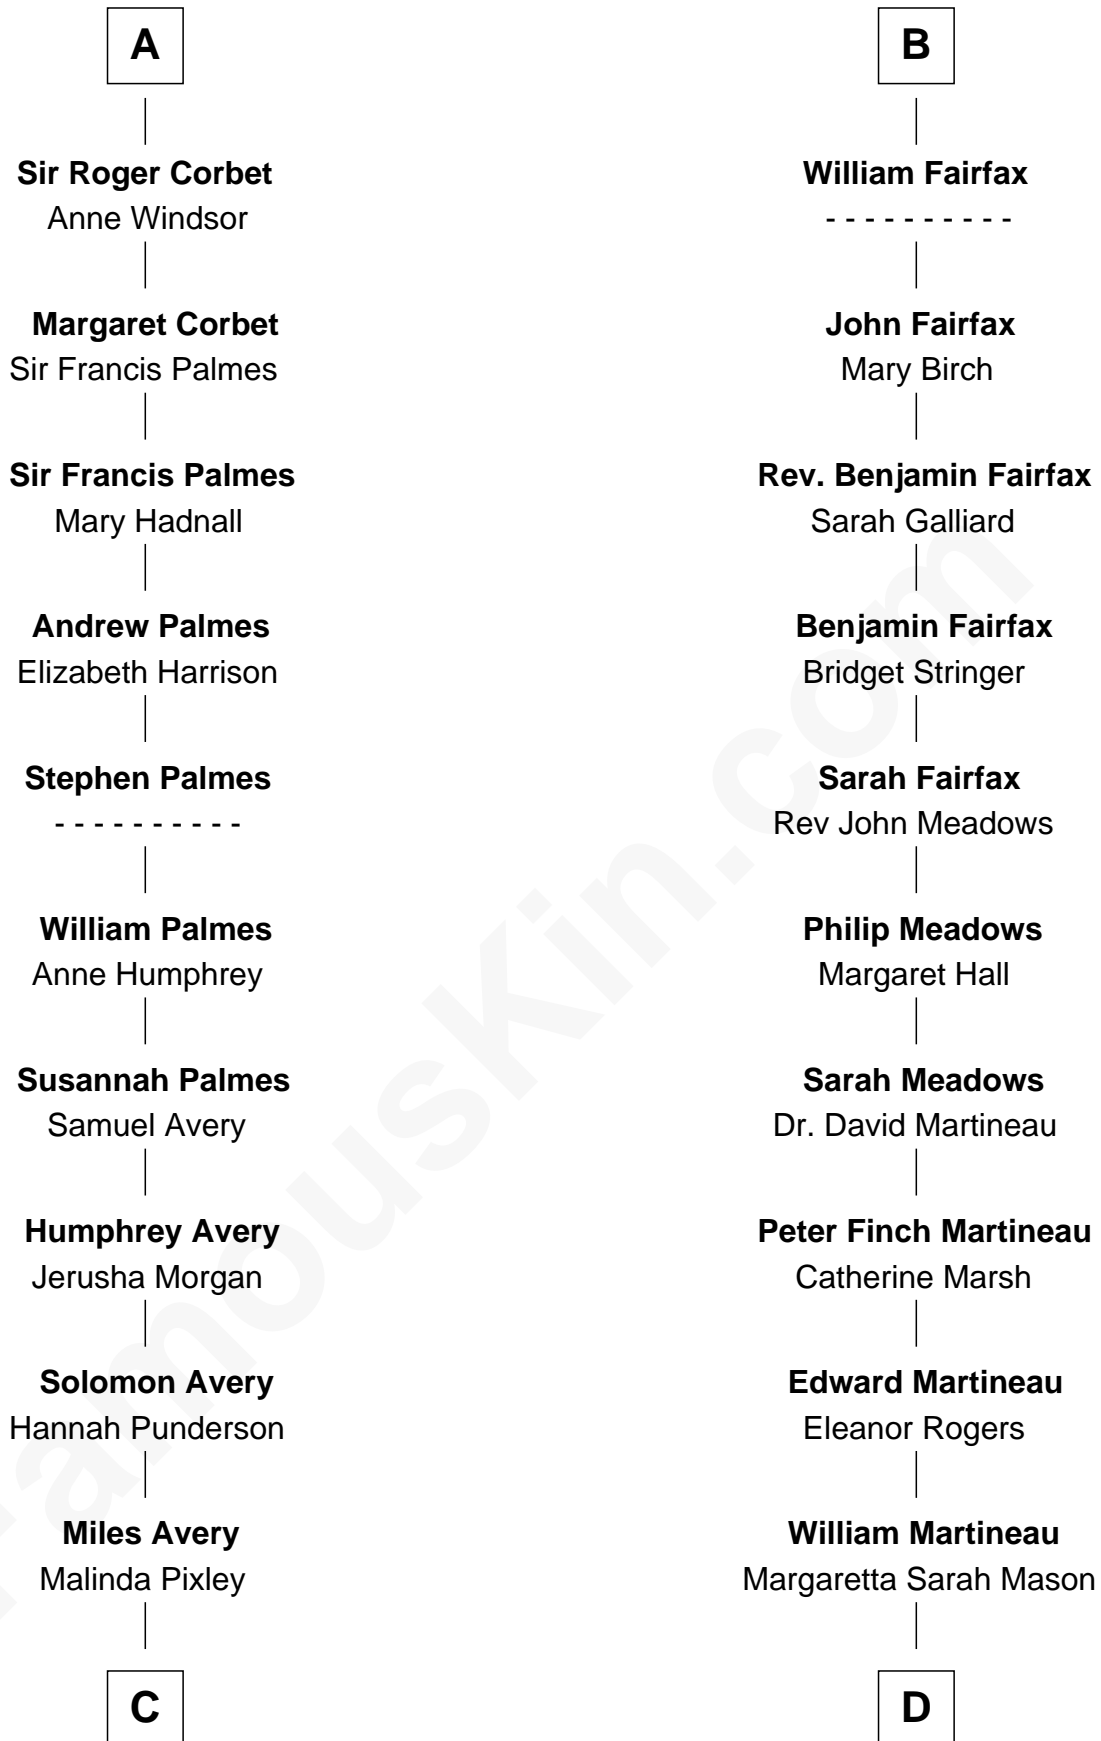 A
Sir Roger Corbet
Anne Windsor
Margaret Corbet
Sir Francis Palmes
Sir Francis Palmes
Mary Hadnall
Andrew Palmes
Elizabeth Harrison
Stephen Palmes
- - - - - - - - - -
William Palmes
Anne Humphrey
Susannah Palmes
Samuel Avery
Humphrey Avery
Jerusha Morgan
Solomon Avery
Hannah Punderson
Miles Avery
Malinda Pixley
C
B
William Fairfax
- - - - - - - - - -
John Fairfax
Mary Birch
Rev. Benjamin Fairfax
Sarah Galliard
Benjamin Fairfax
Bridget Stringer
Sarah Fairfax
Rev John Meadows
Philip Meadows
Margaret Hall
Sarah Meadows
Dr. David Martineau
Peter Finch Martineau
Catherine Marsh
Edward Martineau
Eleanor Rogers
William Martineau
Margaretta Sarah Mason
D
FamousKin.com